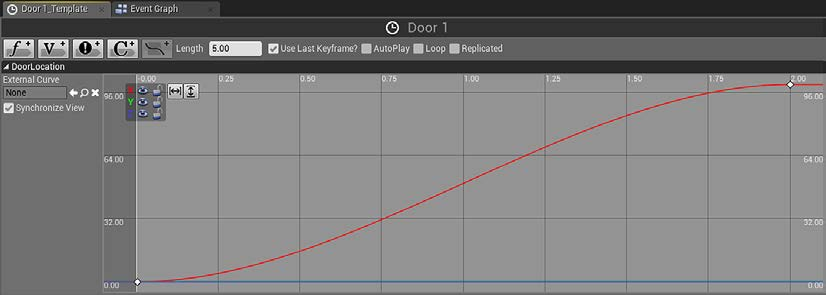 Door 1_Template
Event Graph
Door 1
f+ V+ !+ C+ Length 5.00 Use Last Keyframe? AutoPlay Loop Replicated
DoorLocation
External Curve
None
Synchronize View
-0.00 0.25 0.50 0.75 1.00 1.25 1.50 1.75 2.00
X
Y
Z
96.00 96.00
64.00 64.00
32.00 32.00
0.00 0.00